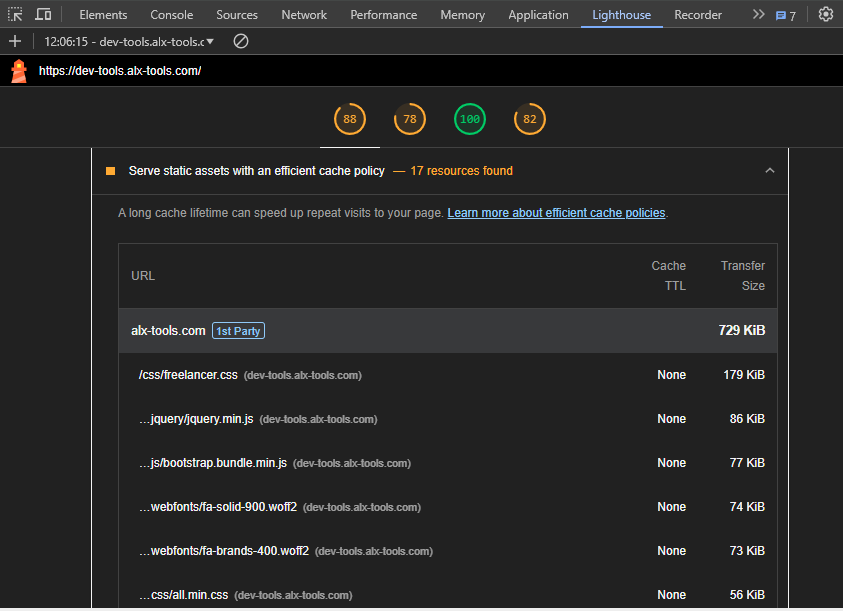 Elements Console Sources Network Performance Memory Application Lighthouse Recorder 7
12:06:15 - dev-tools.alx-tools.c
https://dev-tools.alx-tools.com/
88 78 100 82
Serve static assets with an efficient cache policy — 17 resources found
A long cache lifetime can speed up repeat visits to your page. Learn more about efficient cache policies.
URL Cache TTL Transfer Size
alx-tools.com 1st Party 729 KiB
/css/freelancer.css (dev-tools.alx-tools.com) None 179 KiB
…jquery/jquery.min.js (dev-tools.alx-tools.com) None 86 KiB
…js/bootstrap.bundle.min.js (dev-tools.alx-tools.com) None 77 KiB
…webfonts/fa-solid-900.woff2 (dev-tools.alx-tools.com) None 74 KiB
…webfonts/fa-brands-400.woff2 (dev-tools.alx-tools.com) None 73 KiB
…css/all.min.css (dev-tools.alx-tools.com) None 56 KiB